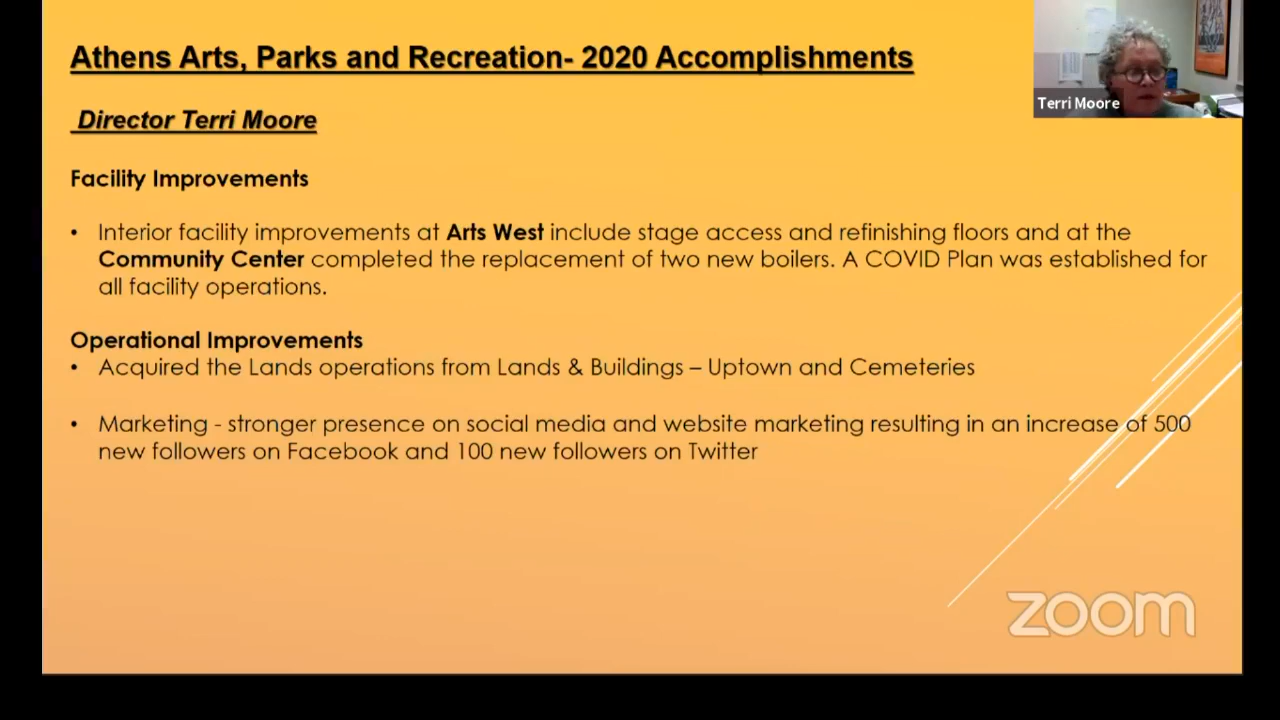 Athens Arts, Parks and Recreation- 2020 Accomplishments
Terri Moore
Director Terri Moore
Facility Improvements
• Interior facility improvements at Arts West include stage access and refinishing floors and at the
Community Center completed the replacement of two new boilers. A COVID Plan was established for
all facility operations.
Operational Improvements
• Acquired the Lands operations from Lands & Buildings – Uptown and Cemeteries
• Marketing - stronger presence on social media and website marketing resulting in an increase of 500
new followers on Facebook and 100 new followers on Twitter
zoom